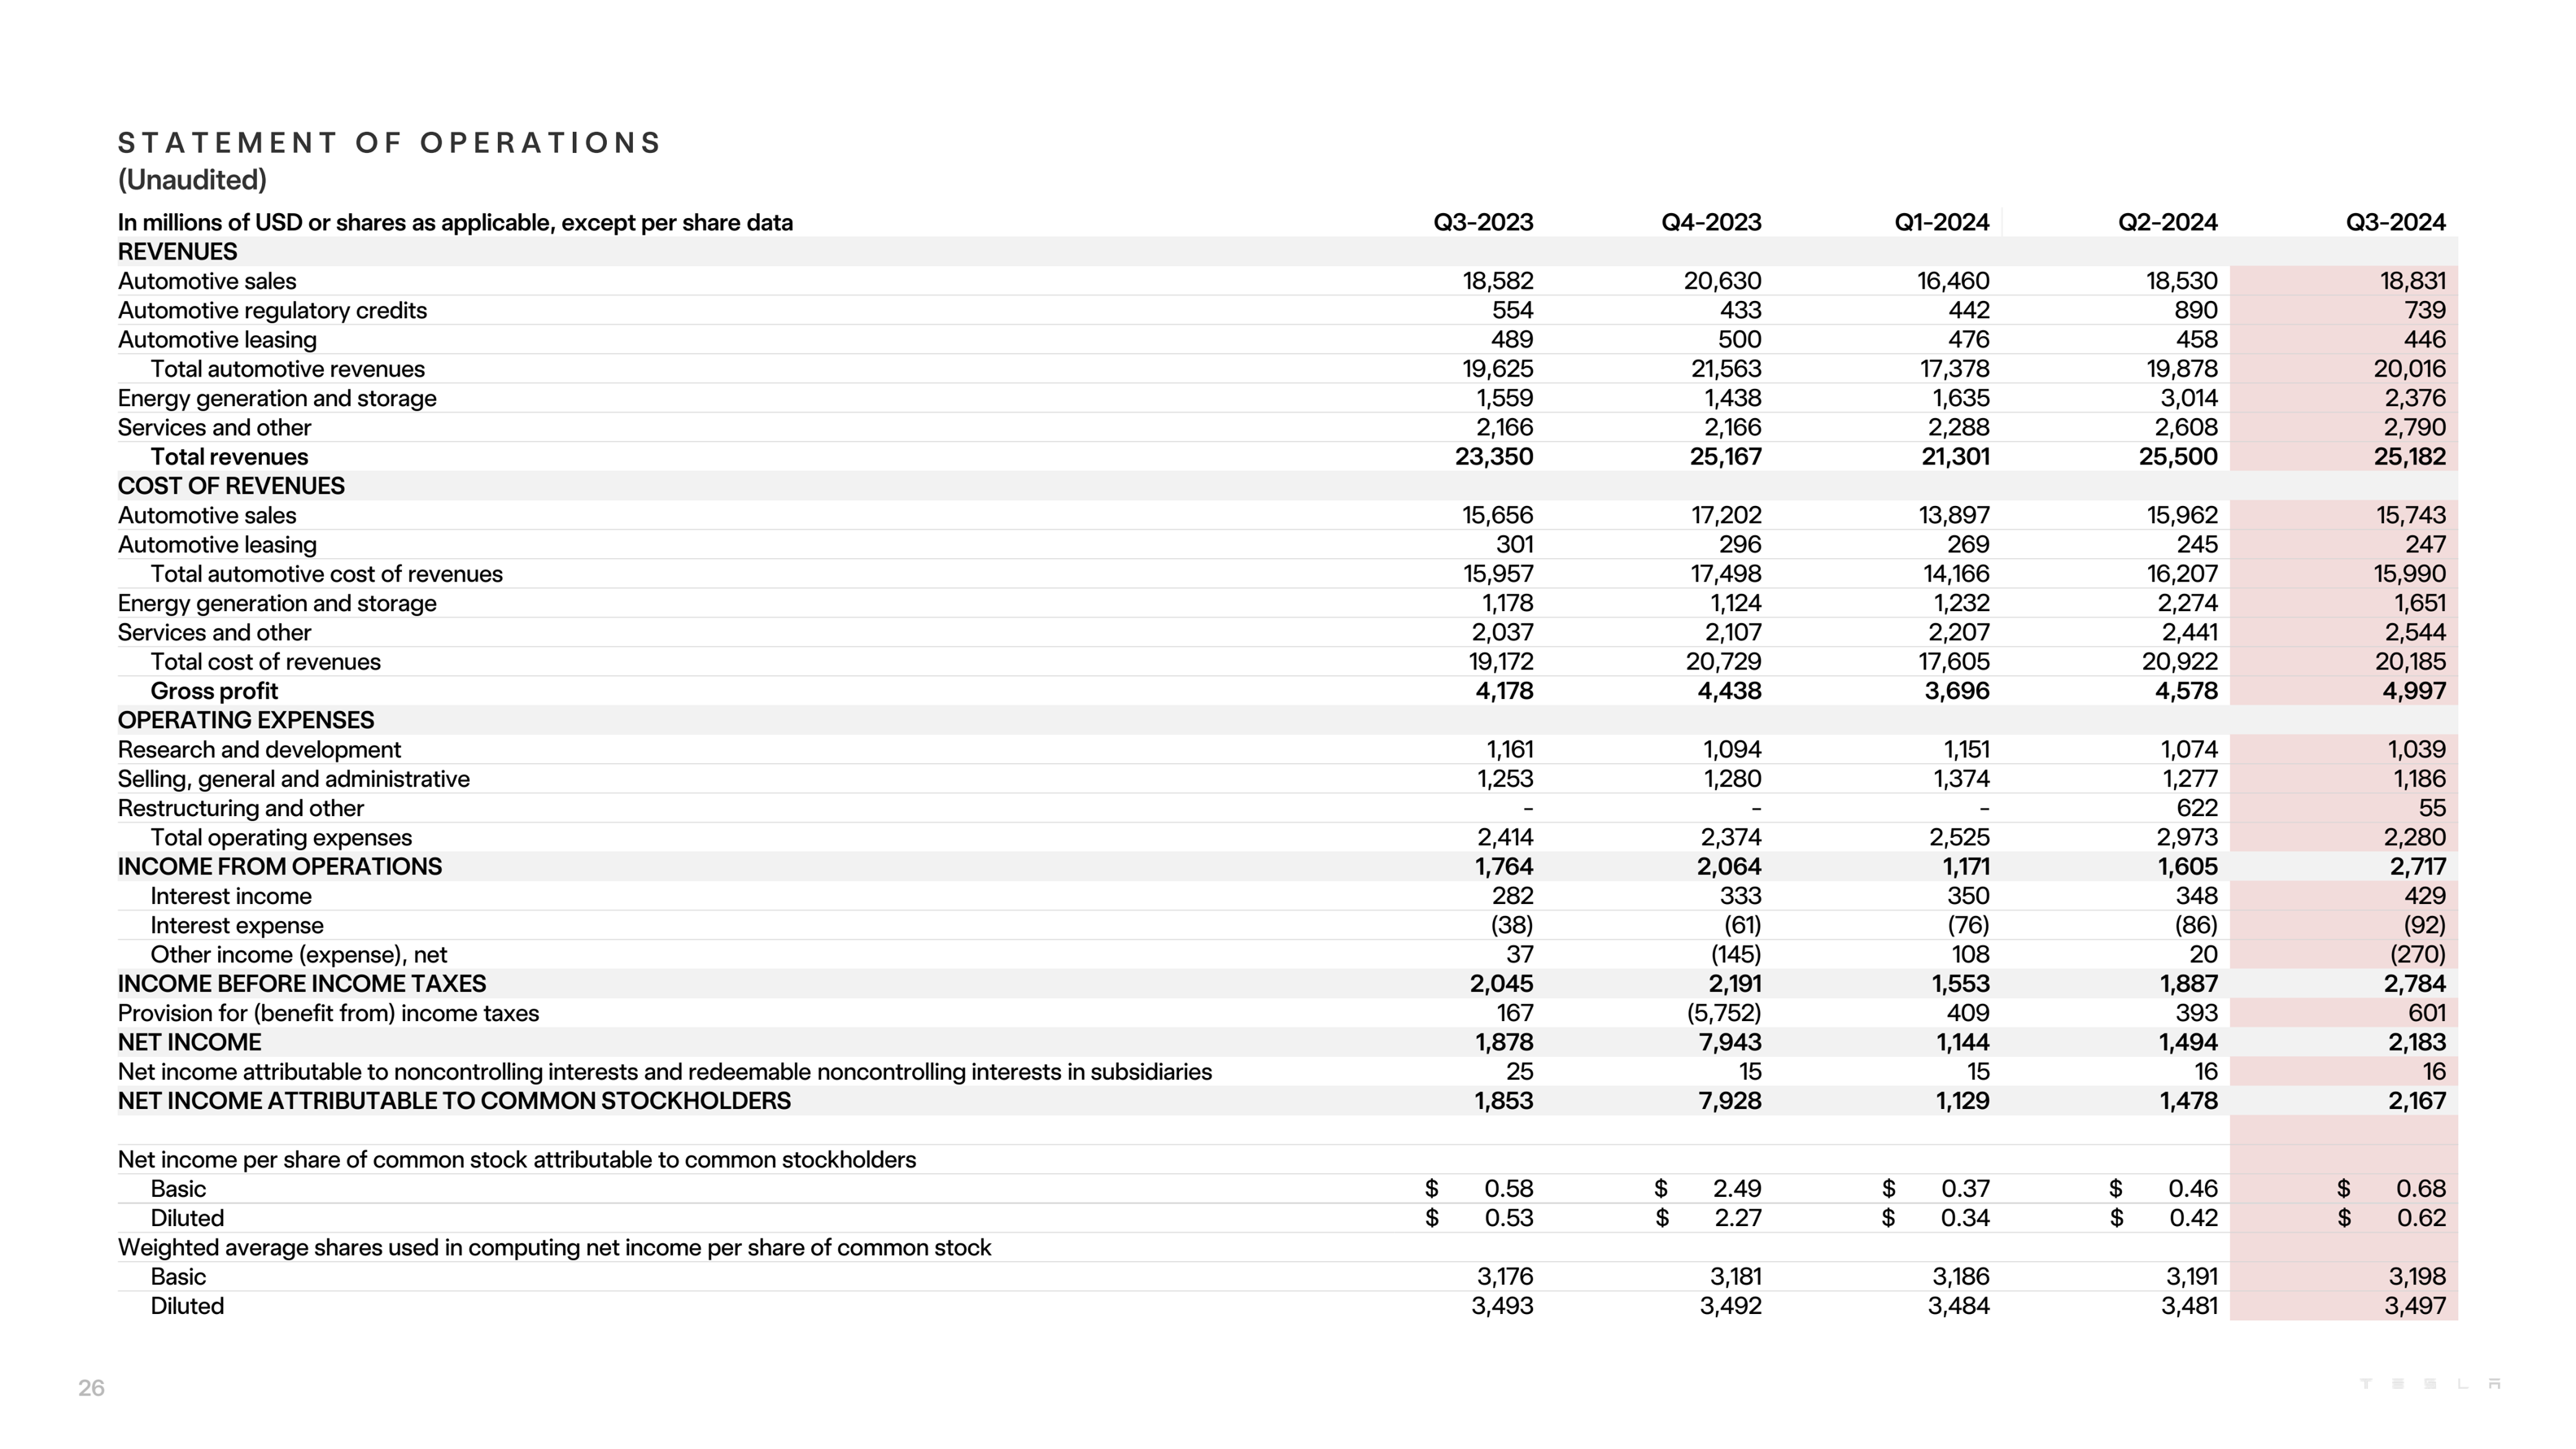 STATEMENT OF OPERATIONS
(Unaudited)
In millions of USD or shares as applicable, except per share data Q3-2023 Q4-2023 Q1-2024 Q2-2024 Q3-2024
REVENUES
Automotive sales 18,582 20,630 16,460 18,530 18,831
Automotive regulatory credits 554 433 442 890 739
Automotive leasing 489 500 476 458 446
Total automotive revenues 19,625 21,563 17,378 19,878 20,016
Energy generation and storage 1,559 1,438 1,635 3,014 2,376
Services and other 2,166 2,166 2,288 2,608 2,790
Total revenues 23,350 25,167 21,301 25,500 25,182
COST OF REVENUES
Automotive sales 15,656 17,202 13,897 15,962 15,743
Automotive leasing 301 296 269 245 247
Total automotive cost of revenues 15,957 17,498 14,166 16,207 15,990
Energy generation and storage 1,178 1,124 1,232 2,274 1,651
Services and other 2,037 2,107 2,207 2,441 2,544
Total cost of revenues 19,172 20,729 17,605 20,922 20,185
Gross profit 4,178 4,438 3,696 4,578 4,997
OPERATING EXPENSES
Research and development 1,161 1,094 1,151 1,074 1,039
Selling, general and administrative 1,253 1,280 1,374 1,277 1,186
Restructuring and other - - - 622 55
Total operating expenses 2,414 2,374 2,525 2,973 2,280
INCOME FROM OPERATIONS 1,764 2,064 1,171 1,605 2,717
Interest income 282 333 350 348 429
Interest expense (38) (61) (76) (86) (92)
Other income (expense), net 37 (145) 108 20 (270)
INCOME BEFORE INCOME TAXES 2,045 2,191 1,553 1,887 2,784
Provision for (benefit from) income taxes 167 (5,752) 409 393 601
NET INCOME 1,878 7,943 1,144 1,494 2,183
Net income attributable to noncontrolling interests and redeemable noncontrolling interests in subsidiaries 25 15 15 16 16
NET INCOME ATTRIBUTABLE TO COMMON STOCKHOLDERS 1,853 7,928 1,129 1,478 2,167
Net income per share of common stock attributable to common stockholders
Basic $ 0.58 $ 2.49 $ 0.37 $ 0.46 $ 0.68
Diluted $ 0.53 $ 2.27 $ 0.34 $ 0.42 $ 0.62
Weighted average shares used in computing net income per share of common stock
Basic 3,176 3,181 3,186 3,191 3,198
Diluted 3,493 3,492 3,484 3,481 3,497
26 TESLA